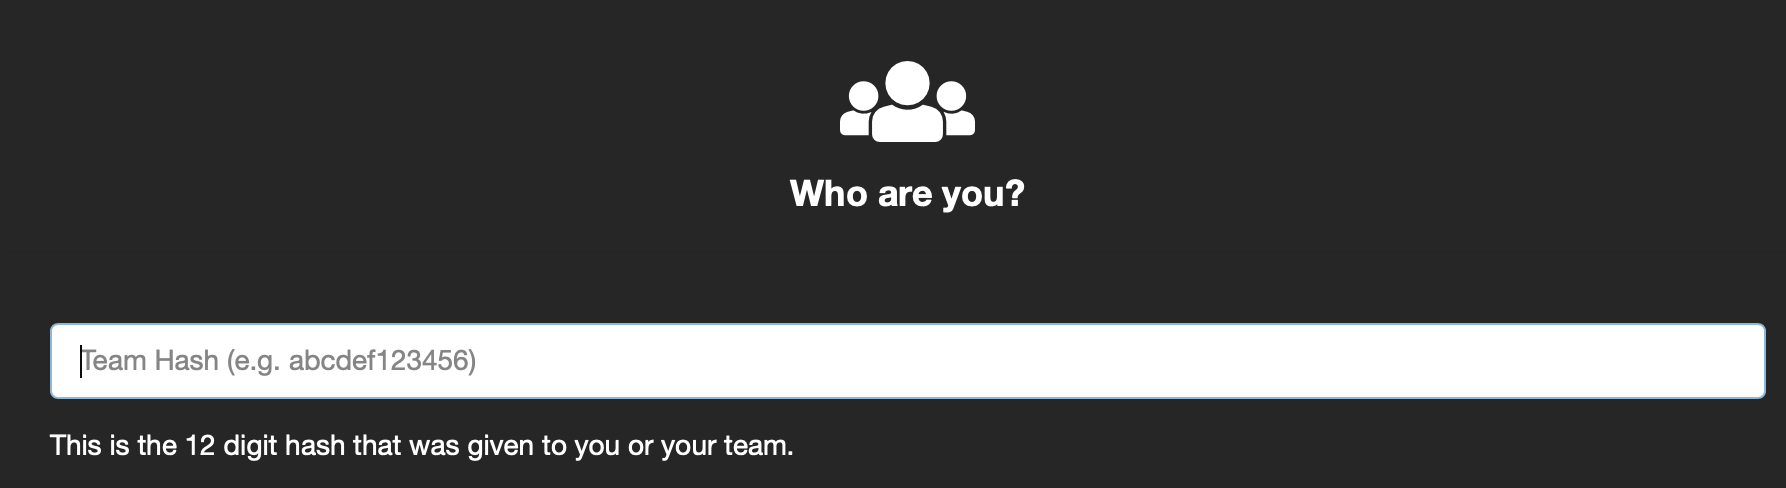 Who are you?
Team Hash (e.g. abcdef123456)
This is the 12 digit hash that was given to you or your team.